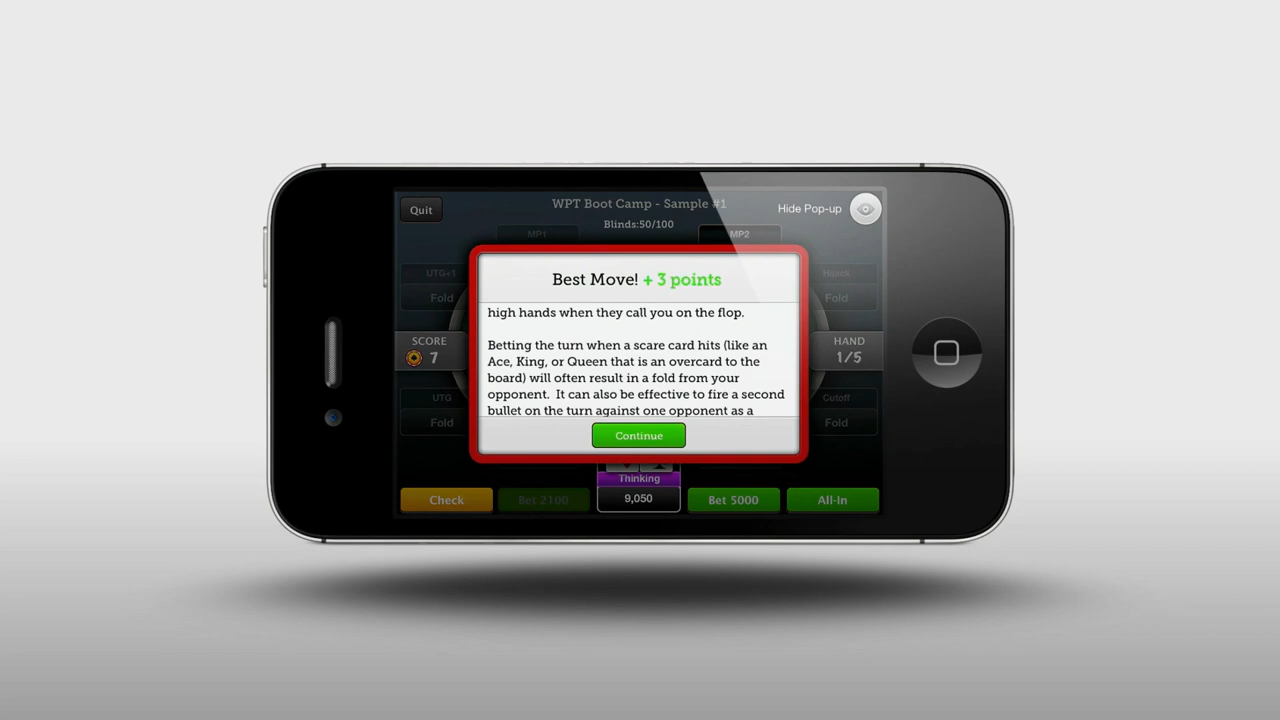 Quit
WPT Boot Camp - Sample #1
Blinds:50/100
Hide Pop-up
MP1
MP2
UTG+1
Fold
Hijack
Fold
Best Move! + 3 points
high hands when they call you on the flop.
Betting the turn when a scare card hits (like an
Ace, King, or Queen that is an overcard to the
board) will often result in a fold from your
opponent. It can also be effective to fire a second
bullet on the turn against one opponent as a
Continue
SCORE
7
HAND
1/5
UTG
Fold
Cutoff
Fold
Thinking
9,050
Check
Bet 2100
Bet 5000
All-In